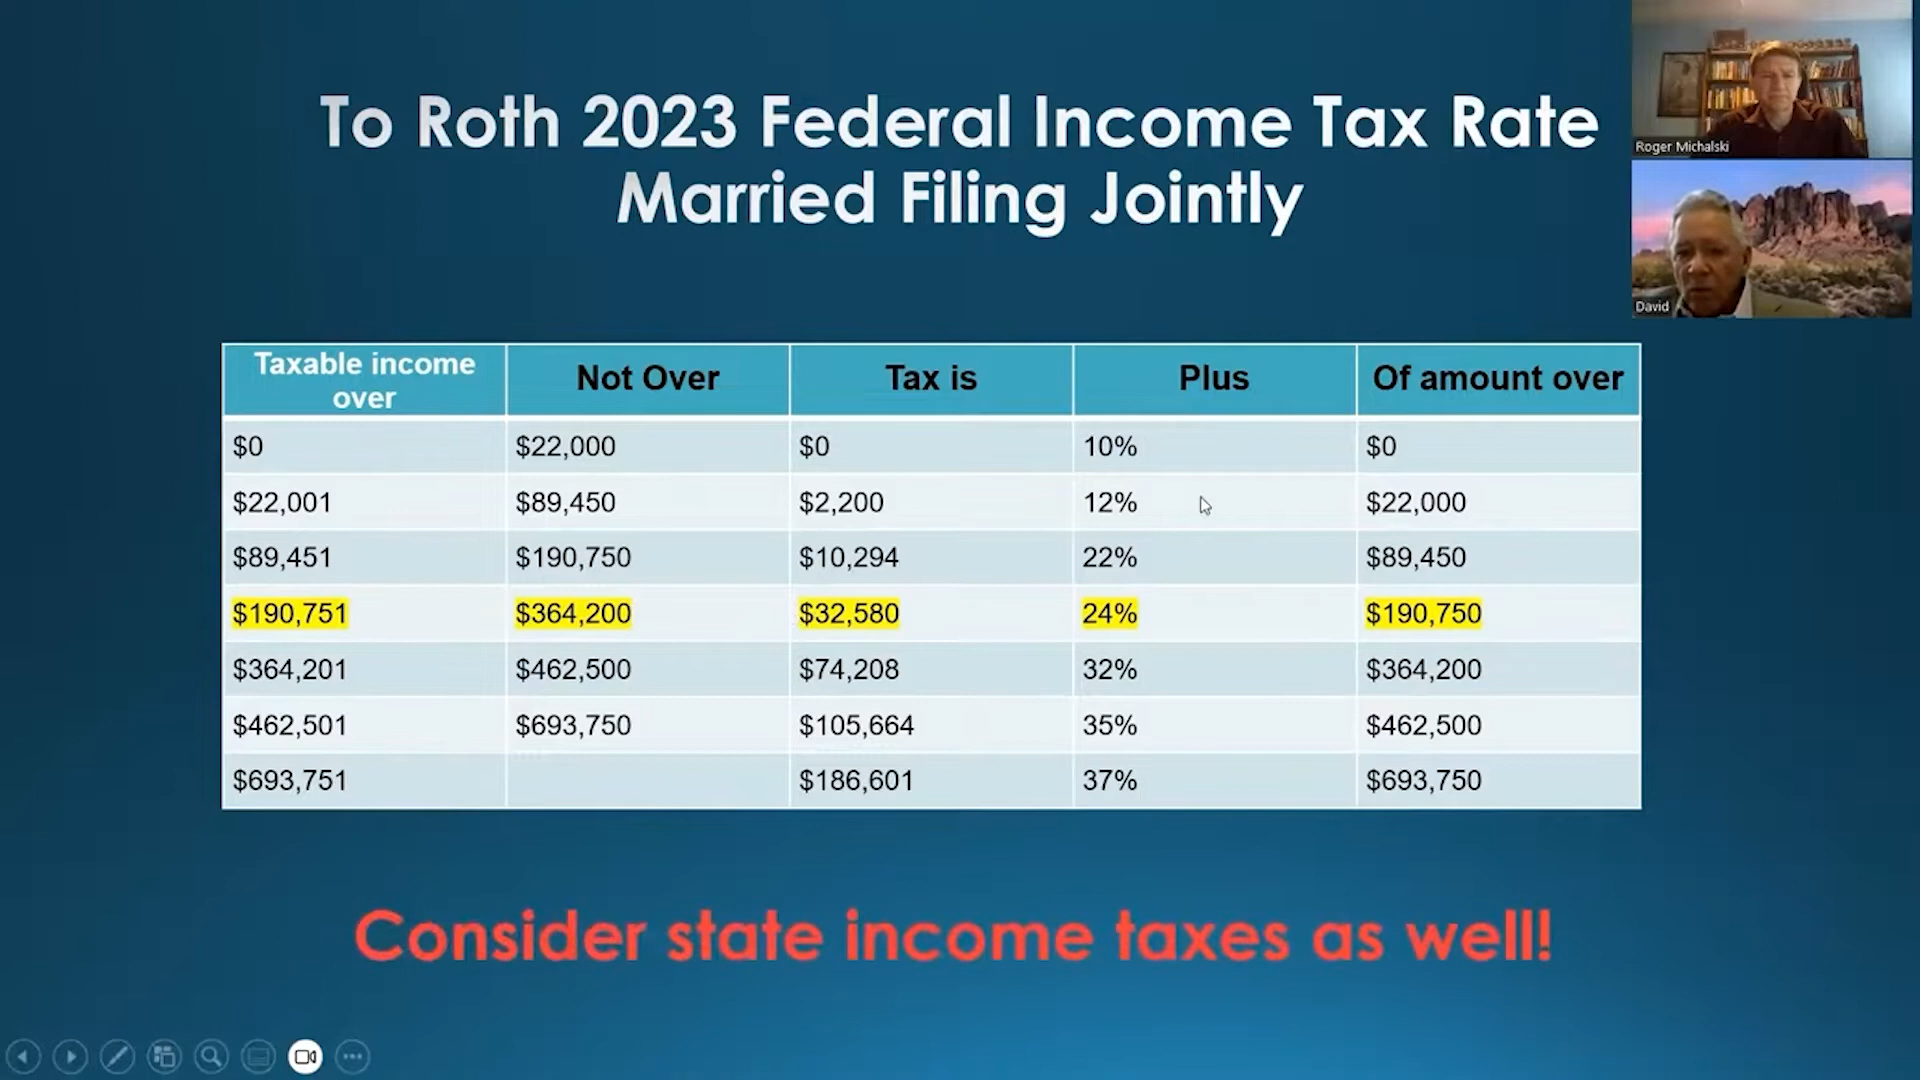 To Roth 2023 Federal Income Tax Rate
Married Filing Jointly
Roger Michalski
David
Taxable income over | Not Over | Tax is | Plus | Of amount over
$0 | $22,000 | $0 | 10% | $0
$22,001 | $89,450 | $2,200 | 12% | $22,000
$89,451 | $190,750 | $10,294 | 22% | $89,450
$190,751 | $364,200 | $32,580 | 24% | $190,750
$364,201 | $462,500 | $74,208 | 32% | $364,200
$462,501 | $693,750 | $105,664 | 35% | $462,500
$693,751 | | $186,601 | 37% | $693,750
Consider state income taxes as well!